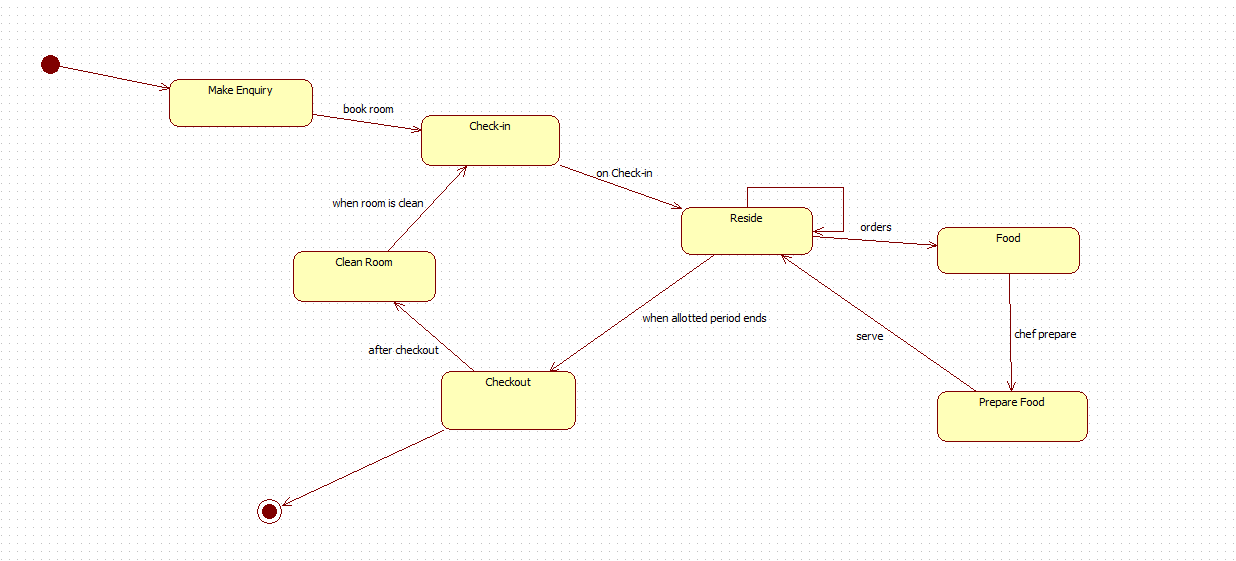 Make Enquiry
book room
Check-in
on Check-in
when room is clean
Reside
orders
Food
Clean Room
when allotted period ends
serve
chef prepare
after checkout
Checkout
Prepare Food